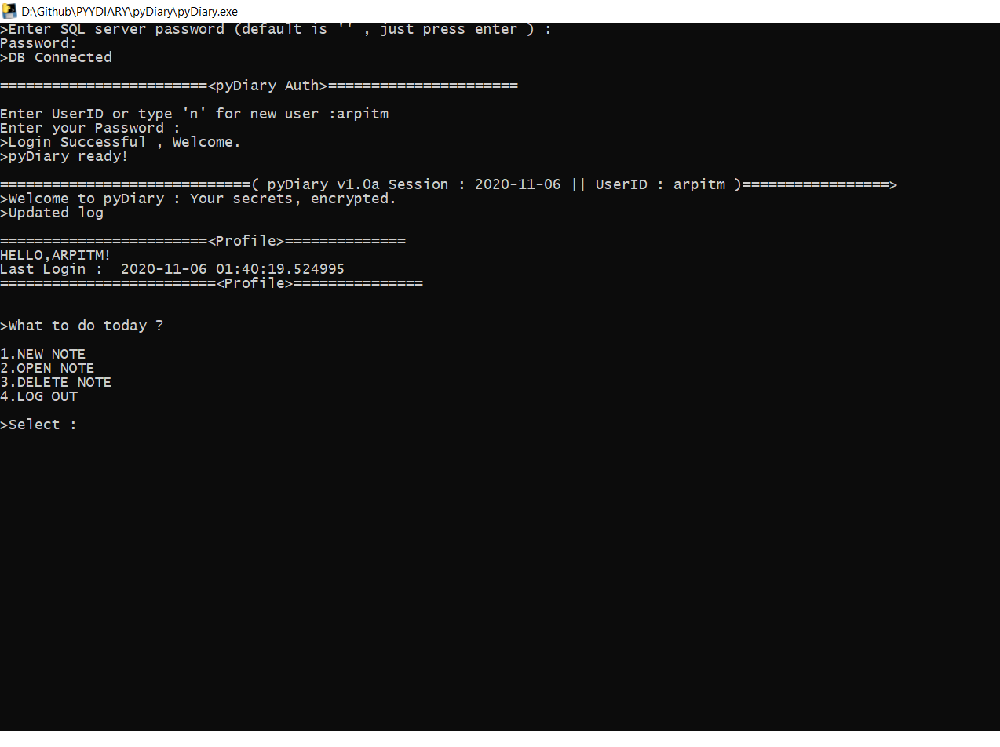 D:\Github\PYYDIARY\pyDiary\pyDiary.exe
>Enter SQL server password (default is '' , just press enter ) :
Password:
>DB Connected
========================<pyDiary Auth>======================
Enter UserID or type 'n' for new user :arpitm
Enter your Password :
>Login Successful , Welcome.
>pyDiary ready!
=============================( pyDiary v1.0a Session : 2020-11-06 || UserID : arpitm )=================>
>Welcome to pyDiary : Your secrets, encrypted.
>Updated log
========================<Profile>==============
HELLO,ARPITM!
Last Login :  2020-11-06 01:40:19.524995
=========================<Profile>===============
>What to do today ?
1.NEW NOTE
2.OPEN NOTE
3.DELETE NOTE
4.LOG OUT
>Select :